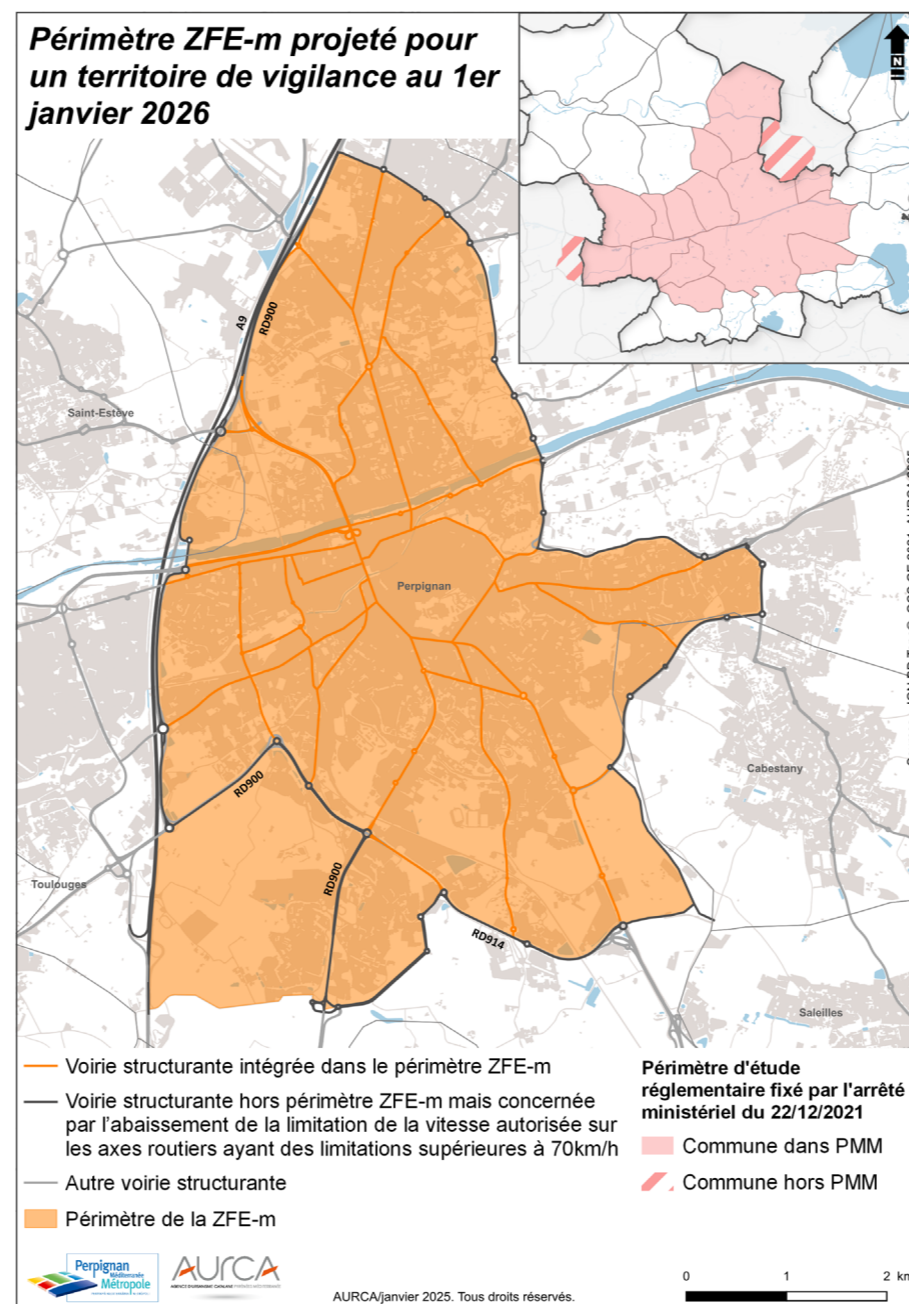 Périmètre ZFE-m projeté pour
un territoire de vigilance au 1er
janvier 2026
N
A9
RD900
Saint-Estève
Perpignan
Cabestany
RD900
Toulouges
RD900
RD914
Saleilles
Voirie structurante intégrée dans le périmètre ZFE-m
Voirie structurante hors périmètre ZFE-m mais concernée
par l’abaissement de la limitation de la vitesse autorisée sur
les axes routiers ayant des limitations supérieures à 70km/h
Autre voirie structurante
Périmètre de la ZFE-m
Périmètre d'étude
réglementaire fixé par l'arrêté
ministériel du 22/12/2021
Commune dans PMM
Commune hors PMM
Perpignan
Méditerranée
Métropole
AURCA
AURCA/janvier 2025. Tous droits réservés.
0 1 2 km